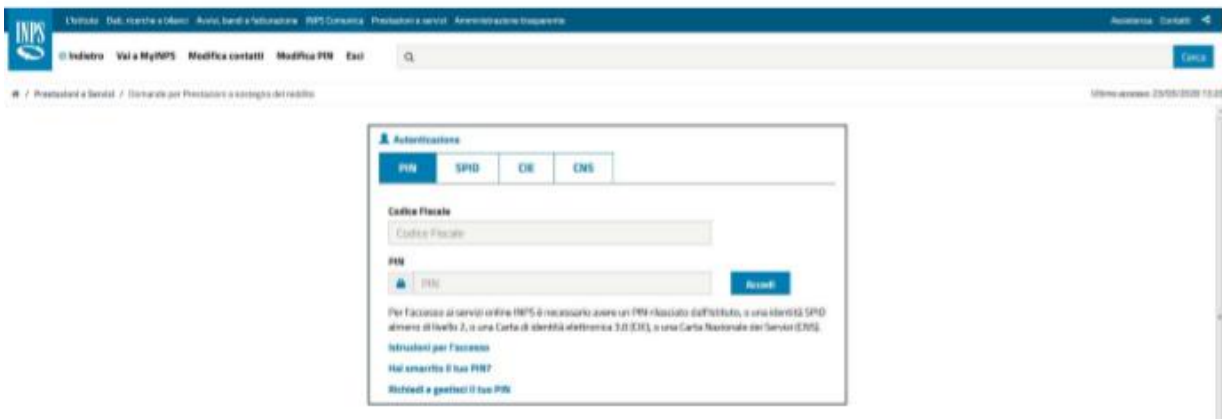 L'Istituto Dati, ricerche e bilanci Avvisi, bandi e fatturazione INPS Comunica Prestazioni e servizi Amministrazione trasparente
Assistenza Contatti
INPS
Indietro Vai a MyINPS Modifica contatti Modifica PIN Esci
Cerca
/ Prestazioni e Servizi / Domande per Prestazioni a sostegno del reddito
Ultimo accesso:
Autenticazione
PIN SPID CIE CNS
Codice Fiscale
Codice Fiscale
PIN
PIN
Accedi
Per l'accesso ai servizi online INPS è necessario avere un PIN rilasciato dall'Istituto, o una identità SPID
almeno di livello 2, o una Carta di identità elettronica 3.0 (CIE), o una Carta Nazionale dei Servizi (CNS).
Istruzioni per l'accesso
Hai smarrito il tuo PIN?
Richiedi e gestisci il tuo PIN